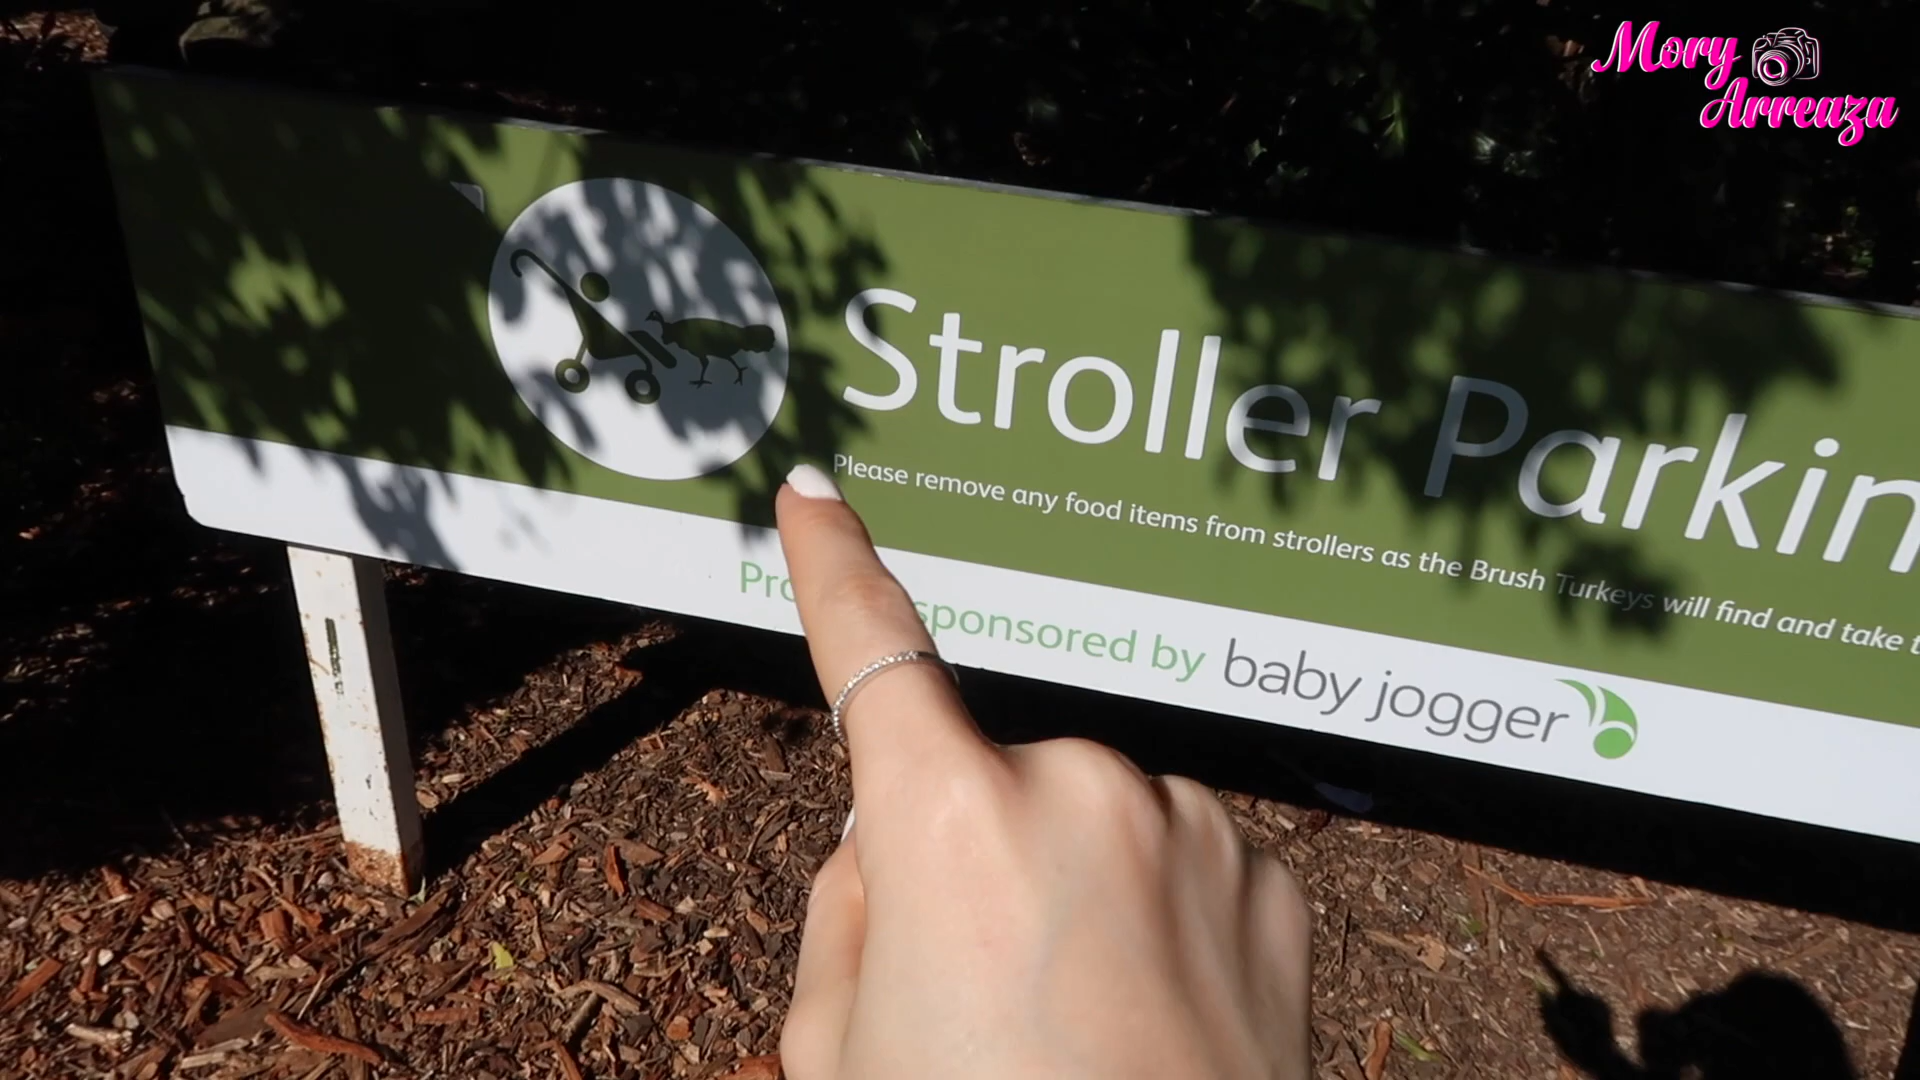 Mory
Arreaza
Stroller Parkin
Please remove any food items from strollers as the Brush Turkeys will find and take t
sponsored by baby jogger